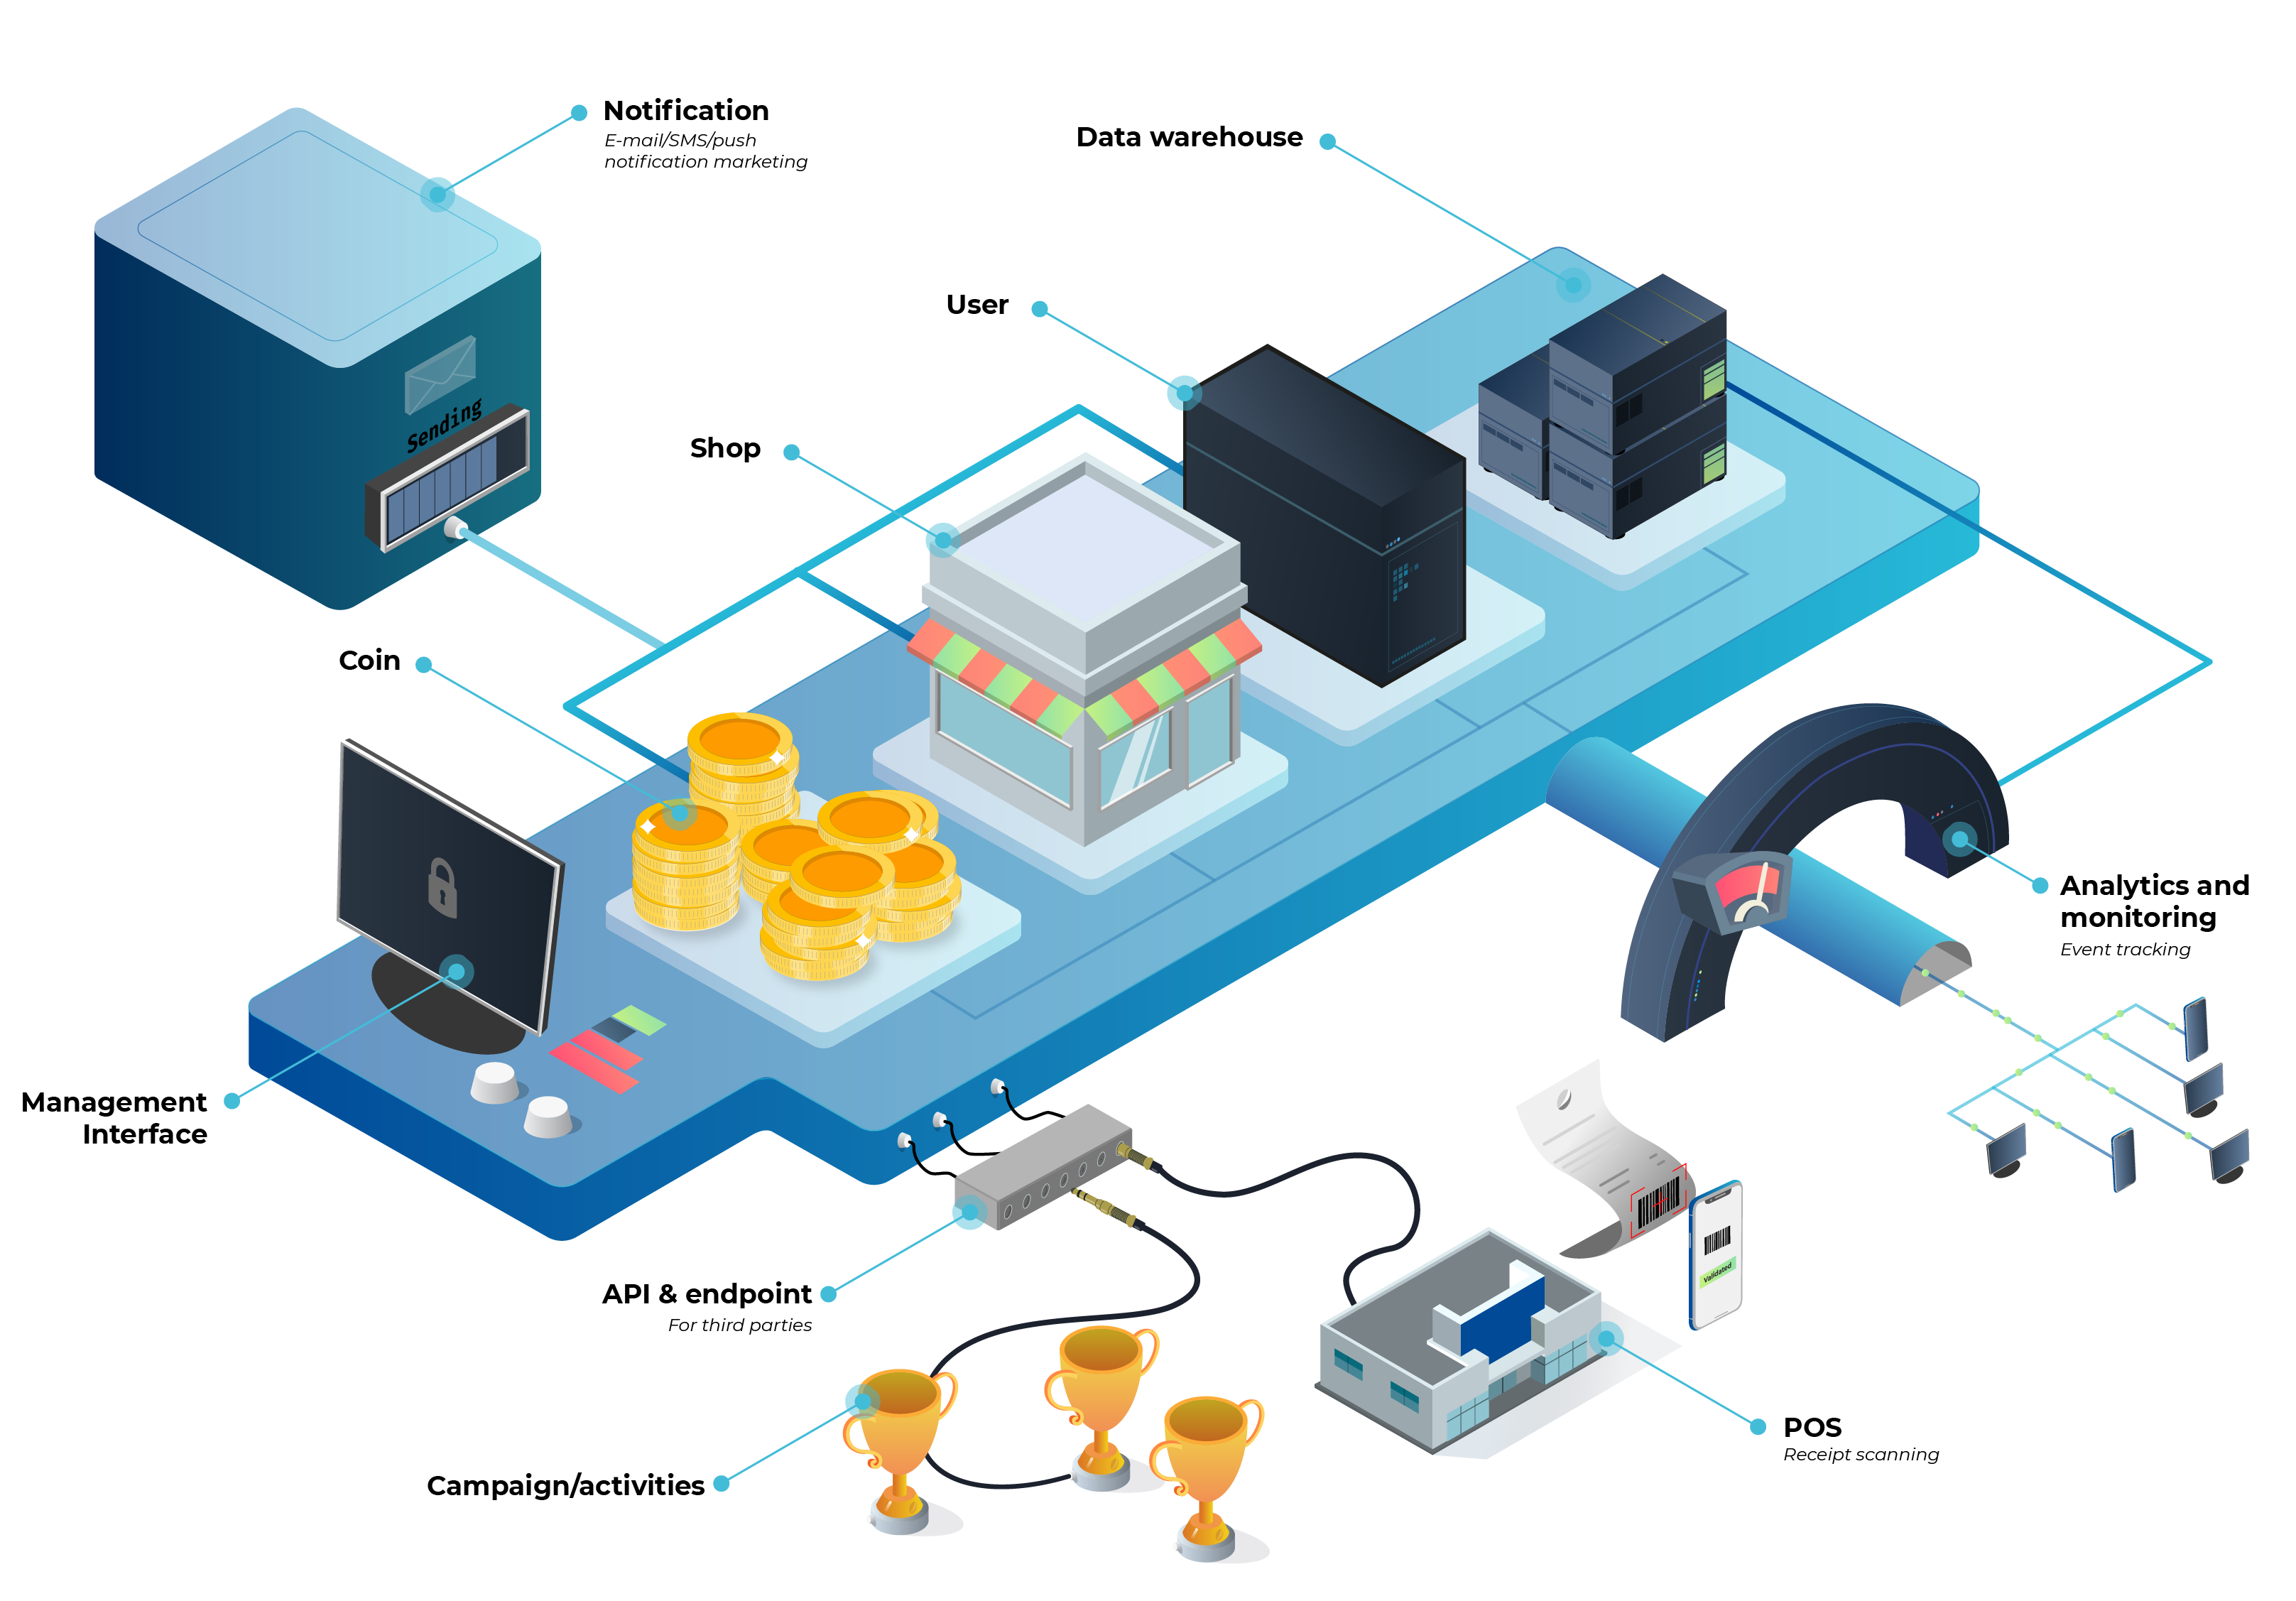 Notification
E-mail/SMS/push
notification marketing
Data warehouse
User
Shop
Sending
Coin
Analytics and
monitoring
Event tracking
Management
Interface
API & endpoint
For third parties
Validated
POS
Receipt scanning
Campaign/activities